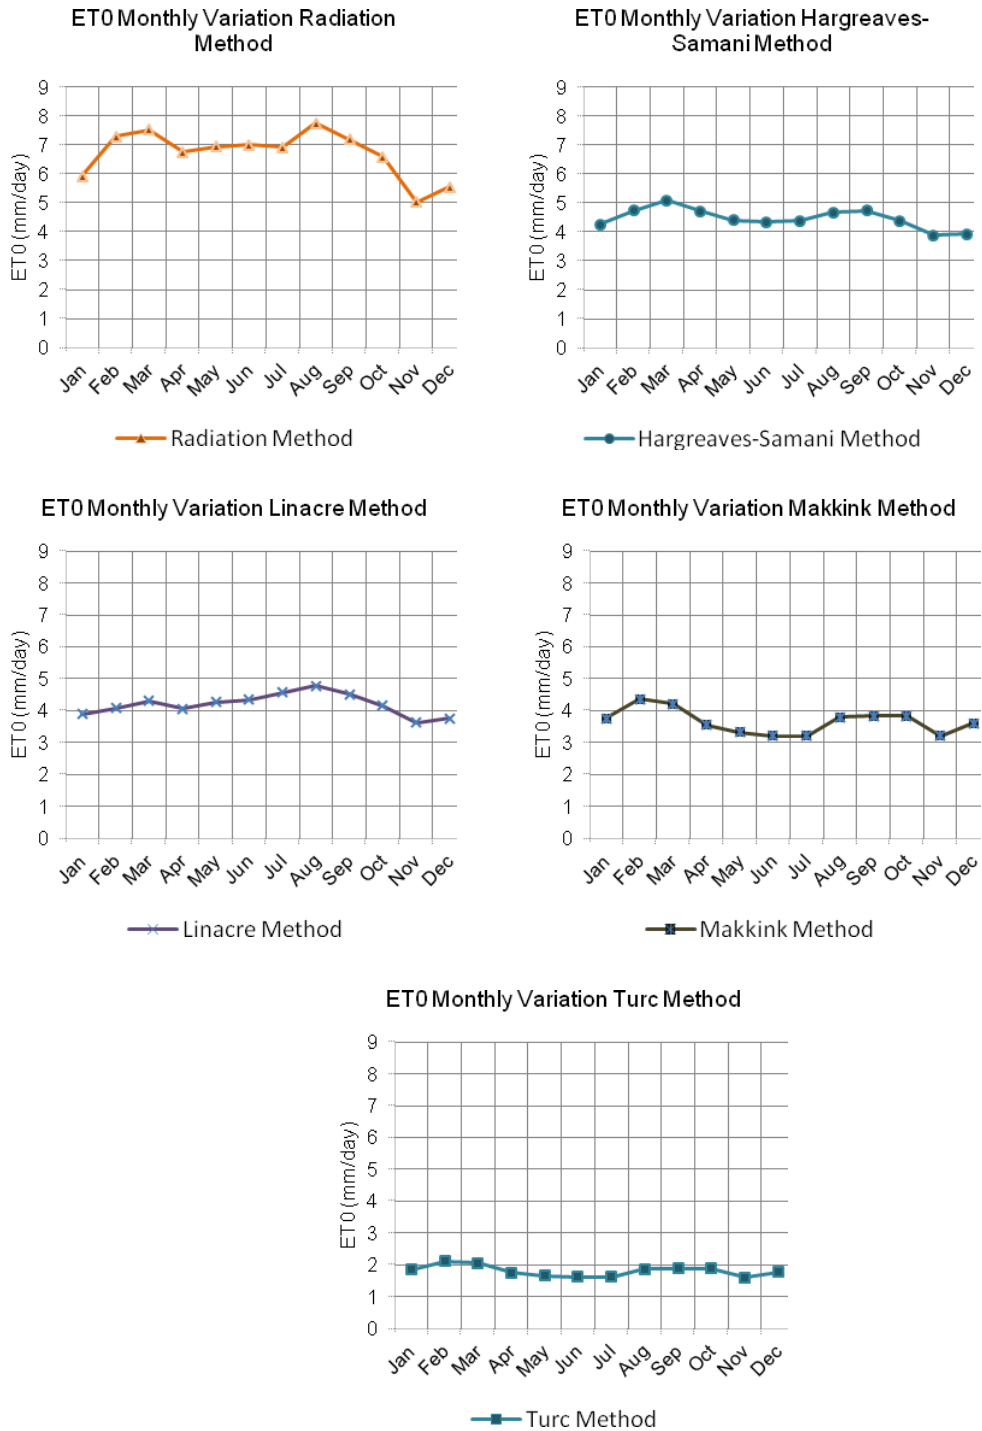 ET0 Monthly Variation Radiation
Method
ET0 (mm/day)
9
8
7
6
5
4
3
2
1
0
Jan Feb Mar Apr May Jun Jul Aug Sep Oct Nov Dec
Radiation Method
ET0 Monthly Variation Hargreaves-
Samani Method
ET0 (mm/day)
9
8
7
6
5
4
3
2
1
0
Jan Feb Mar Apr May Jun Jul Aug Sep Oct Nov Dec
Hargreaves-Samani Method
ET0 Monthly Variation Linacre Method
ET0 (mm/day)
9
8
7
6
5
4
3
2
1
0
Jan Feb Mar Apr May Jun Jul Aug Sep Oct Nov Dec
Linacre Method
ET0 Monthly Variation Makkink Method
ET0 (mm/day)
9
8
7
6
5
4
3
2
1
0
Jan Feb Mar Apr May Jun Jul Aug Sep Oct Nov Dec
Makkink Method
ET0 Monthly Variation Turc Method
ET0 (mm/day)
9
8
7
6
5
4
3
2
1
0
Jan Feb Mar Apr May Jun Jul Aug Sep Oct Nov Dec
Turc Method